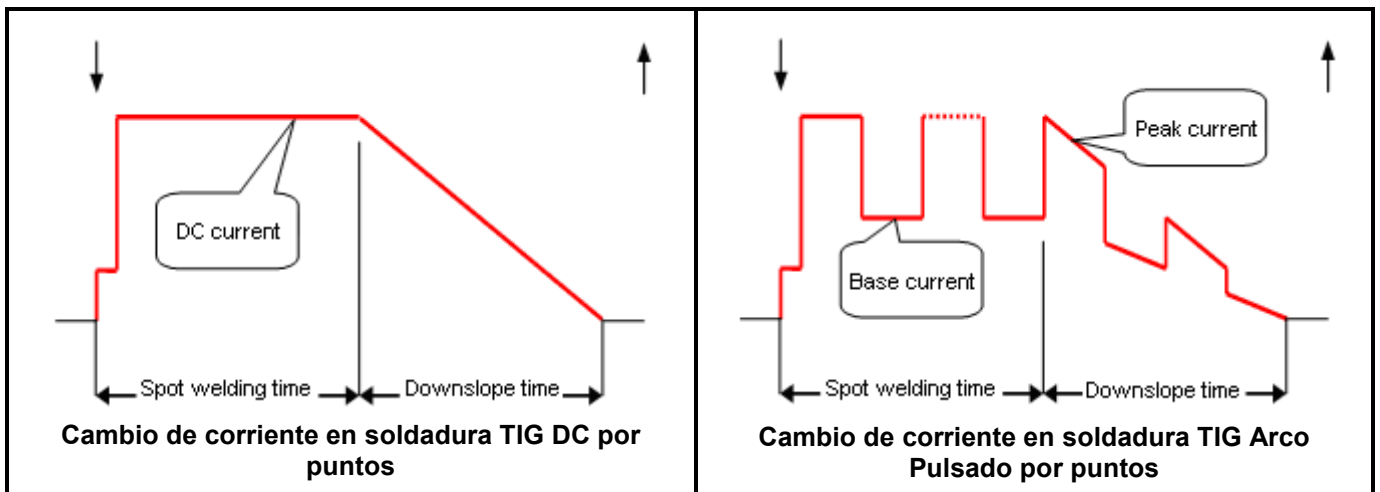 DC current
Spot welding time
Downslope time
Cambio de corriente en soldadura TIG DC por
puntos
Peak current
Base current
Spot welding time
Downslope time
Cambio de corriente en soldadura TIG Arco
Pulsado por puntos